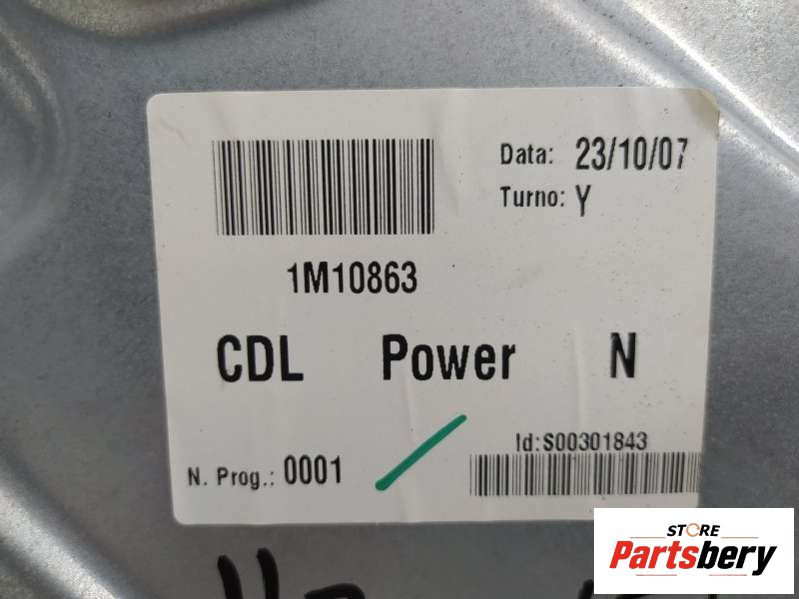 Data: 23/10/07
Turno: Y
1M10863
CDL Power N
Id:S00301843
N. Prog.: 0001
STORE
Partsbery